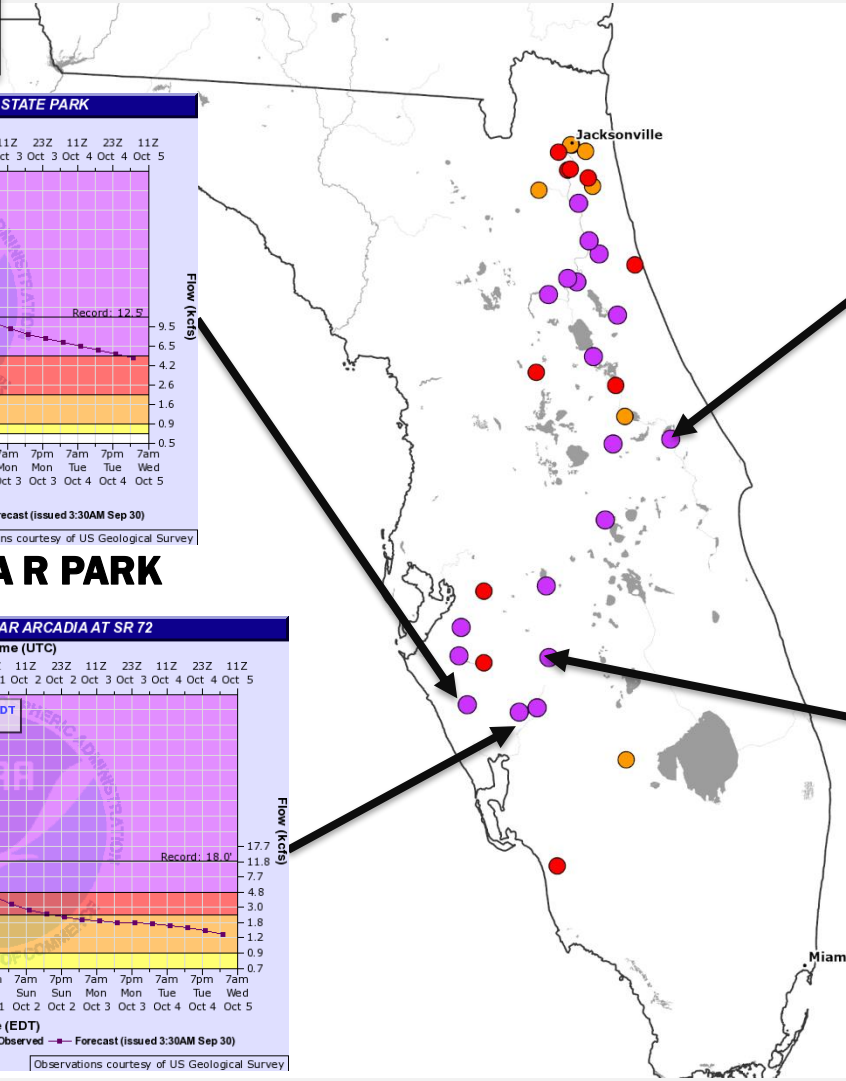 STATE PARK
11Z 23Z 11Z 23Z 11Z
ct 3 Oct 3 Oct 4 Oct 4 Oct 5
Record: 12.5'
Flow (kcfs)
9.5
6.5
4.2
2.6
1.6
0.9
0.5
7am 7pm 7am 7pm 7am
Mon Mon Tue Tue Wed
ct 3 Oct 3 Oct 4 Oct 4 Oct 5
recast (issued 3:30AM Sep 30)
ns courtesy of US Geological Survey
A R PARK
AR ARCADIA AT SR 72
me (UTC)
11Z 23Z 11Z 23Z 11Z 23Z 11Z
1 Oct 2 Oct 2 Oct 3 Oct 3 Oct 4 Oct 4 Oct 5
DT
Record: 18.0'
Flow (kcfs)
17.7
11.8
7.7
4.8
3.0
1.8
1.2
0.9
0.7
7am 7pm 7am 7pm 7am 7pm 7am
Sun Sun Mon Mon Tue Tue Wed
1 Oct 2 Oct 2 Oct 3 Oct 3 Oct 4 Oct 4 Oct 5
e (EDT)
Observed Forecast (issued 3:30AM Sep 30)
Observations courtesy of US Geological Survey
Jacksonville
Miam